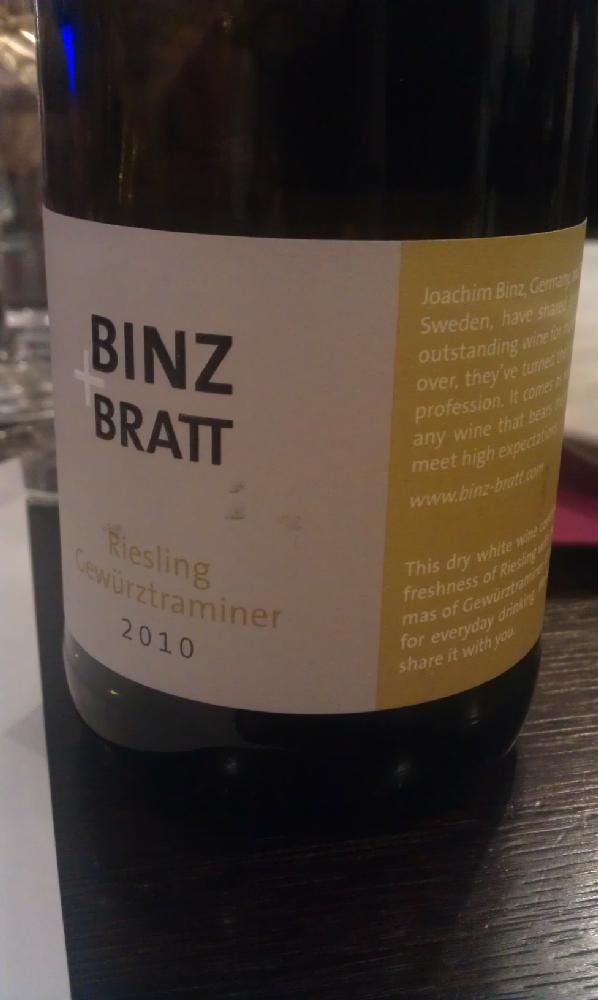 BINZ
+
BRATT
Riesling
Gewürztraminer
2010
Joachim Binz, Germany,
Sweden, have shared
outstanding wine for
over, they've turned
profession. It comes
any wine that bears
meet high expectations
www.binz-bratt.com
This dry white wine
freshness of Riesling
mas of Gewürztraminer
for everyday drinking
share it with you.